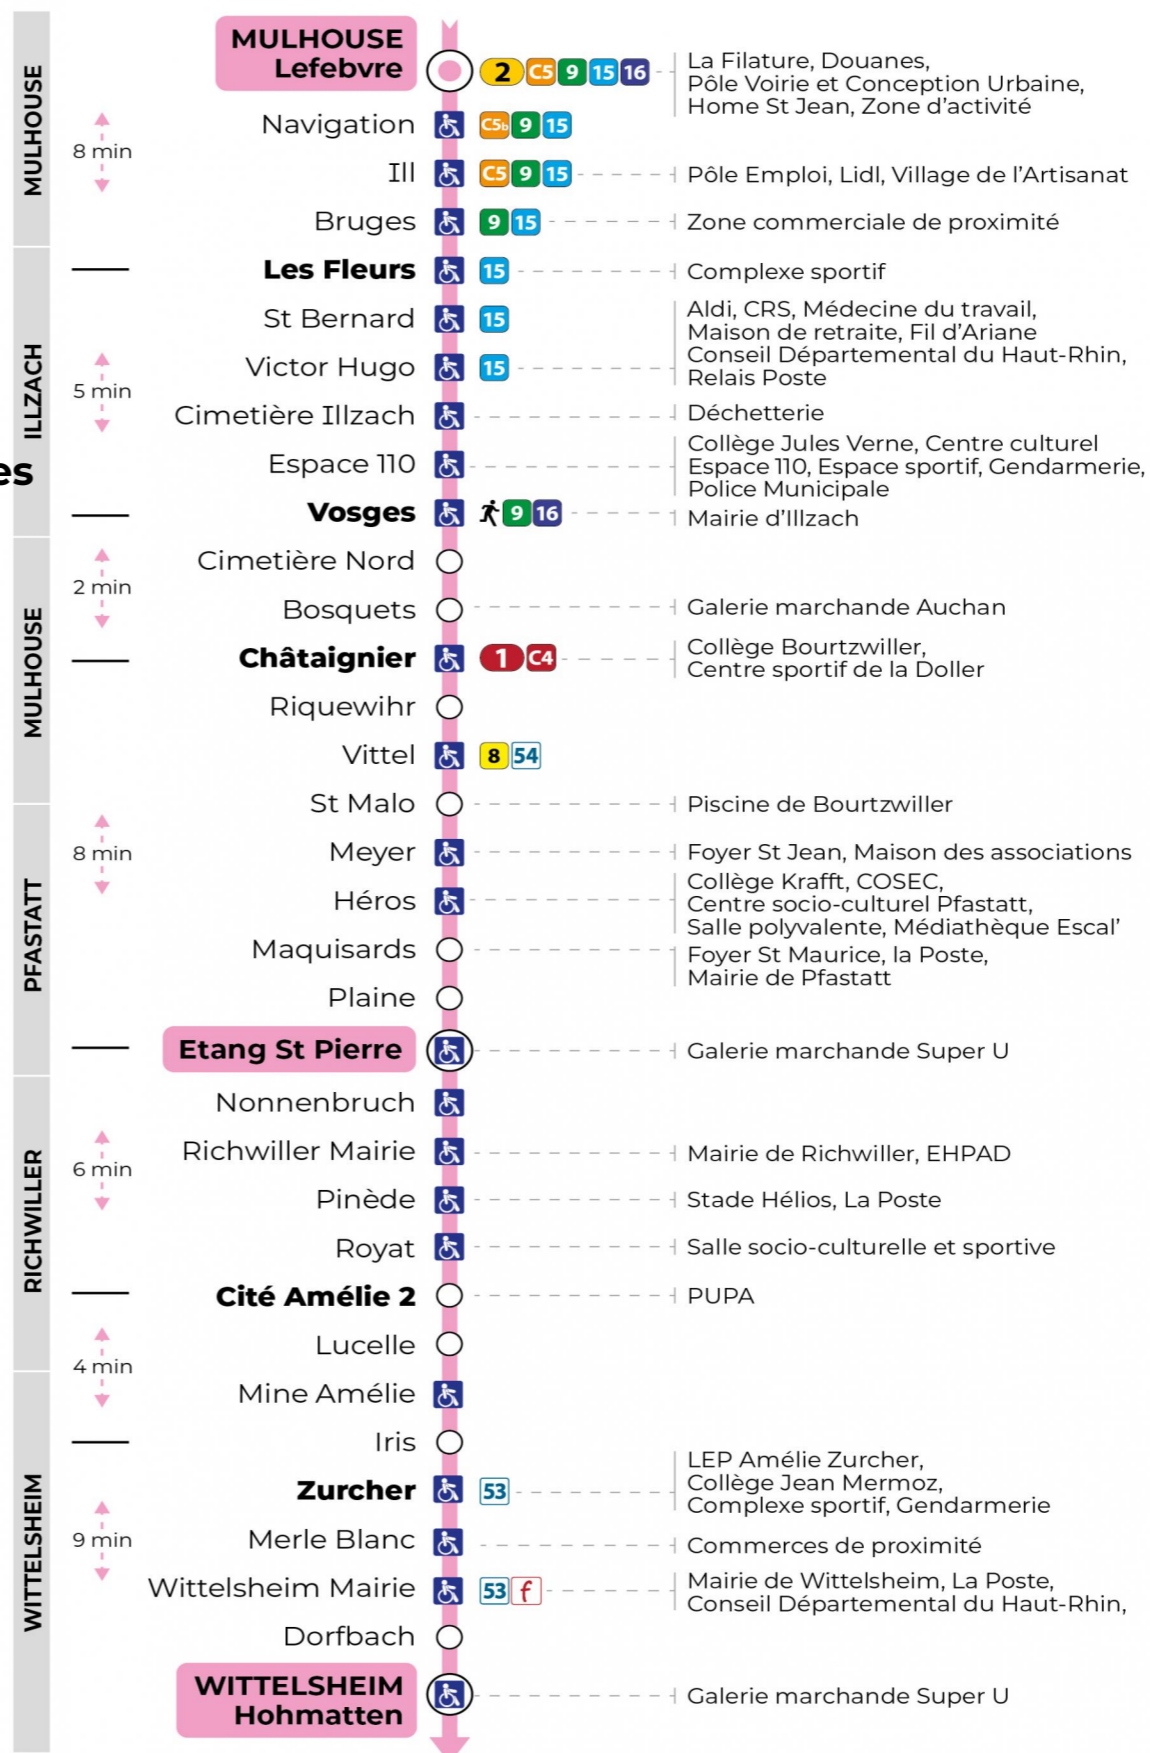 MULHOUSE
MULHOUSE
Lefebvre
2 C5 9 15 16
La Filature, Douanes,
Pôle Voirie et Conception Urbaine,
Home St Jean, Zone d'activité
Navigation
C5b 9 15
8 min
Ill
C5 9 15
Pôle Emploi, Lidl, Village de l'Artisanat
Bruges
9 15
Zone commerciale de proximité
ILLZACH
Les Fleurs
15
Complexe sportif
St Bernard
15
Aldi, CRS, Médecine du travail,
Maison de retraite, Fil d'Ariane
Victor Hugo
15
Conseil Départemental du Haut-Rhin,
Relais Poste
5 min
Cimetière Illzach
Déchetterie
es
Espace 110
Collège Jules Verne, Centre culturel
Espace 110, Espace sportif, Gendarmerie,
Police Municipale
Vosges
9 16
Mairie d'Illzach
MULHOUSE
Cimetière Nord
2 min
Bosquets
Galerie marchande Auchan
Châtaignier
1 C4
Collège Bourtzwiller,
Centre sportif de la Doller
Riquewihr
Vittel
8 54
PFASTATT
St Malo
Piscine de Bourtzwiller
8 min
Meyer
Foyer St Jean, Maison des associations
Héros
Collège Krafft, COSEC,
Centre socio-culturel Pfastatt,
Salle polyvalente, Médiathèque Escal'
Maquisards
Foyer St Maurice, la Poste,
Mairie de Pfastatt
Plaine
Etang St Pierre
Galerie marchande Super U
RICHWILLER
Nonnenbruch
Richwiller Mairie
Mairie de Richwiller, EHPAD
6 min
Pinède
Stade Hélios, La Poste
Royat
Salle socio-culturelle et sportive
Cité Amélie 2
PUPA
Lucelle
4 min
WITTELSHEIM
Mine Amélie
Iris
Zurcher
53
LEP Amélie Zurcher,
Collège Jean Mermoz,
Complexe sportif, Gendarmerie
9 min
Merle Blanc
Commerces de proximité
Wittelsheim Mairie
53 f
Mairie de Wittelsheim, La Poste,
Conseil Départemental du Haut-Rhin,
Dorfbach
WITTELSHEIM
Hohmatten
Galerie marchande Super U